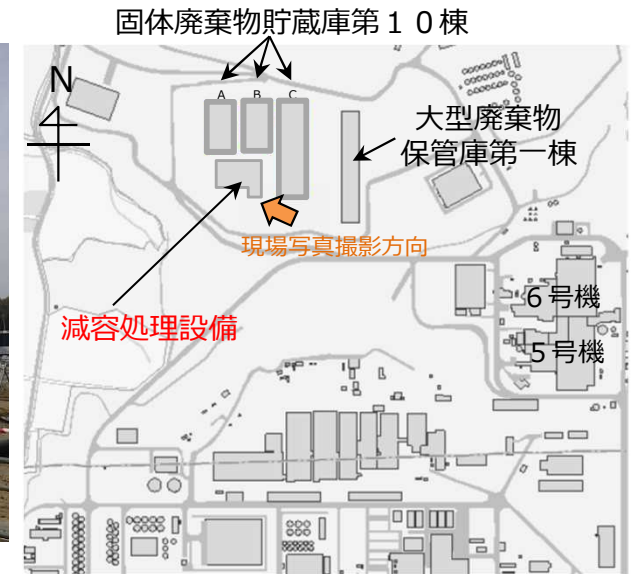 固体廃棄物貯蔵庫第１０棟
N
A
B
C
大型廃棄物
保管庫第一棟
現場写真撮影方向
減容処理設備
６号機
５号機